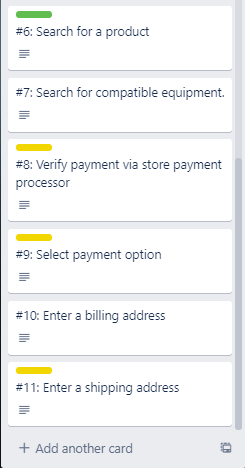 #6: Search for a product
#7: Search for compatible equipment.
#8: Verify payment via store payment
processor
#9: Select payment option
#10: Enter a billing address
#11: Enter a shipping address
+ Add another card